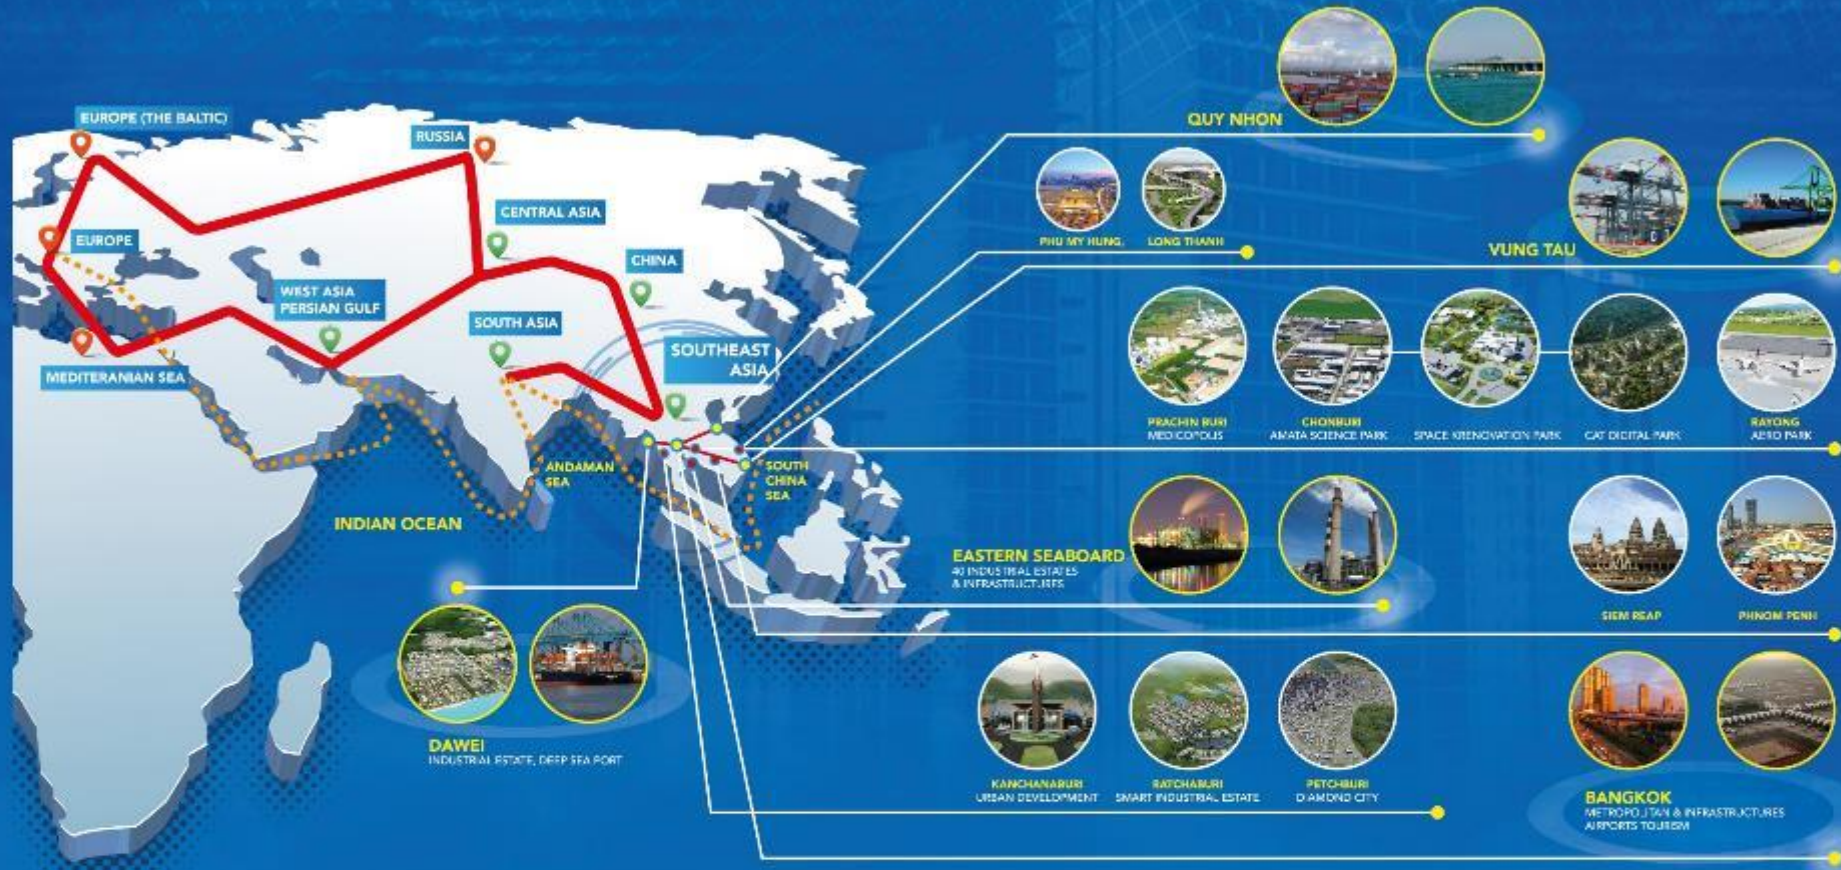 EUROPE (THE BALTIC)
RUSSIA
CENTRAL ASIA
EUROPE
CHINA
WEST ASIA
PERSIAN GULF
SOUTH ASIA
SOUTHEAST
ASIA
MEDITERANIAN SEA
ANDAMAN
SEA
SOUTH
CHINA
SEA
INDIAN OCEAN
DAWEI
INDUSTRIAL ESTATE, DEEP SEA PORT
QUY NHON
PHU MY HUNG,
LONG THANH
VUNG TAU
PRACHIN BURI
MEDICOPOLIS
CHONBURI
AMATA SCIENCE PARK
SPACE KRENOVATION PARK
CAT DIGITAL PARK
RAYONG
AERO PARK
EASTERN SEABOARD
40 INDUSTRIAL ESTATES
& INFRASTRUCTURES
SIEM REAP
PHNOM PENH
KANCHANABURI
URBAN DEVELOPMENT
RATCHABURI
SMART INDUSTRIAL ESTATE
PETCHBURI
DIAMOND CITY
BANGKOK
METROPOLITAN & INFRASTRUCTURES
AIRPORTS TOURISM